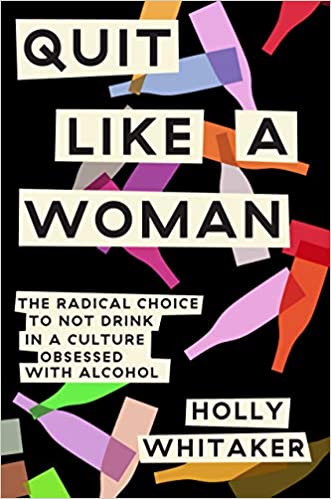 QUIT
LIKE A
WOMAN
THE RADICAL CHOICE
TO NOT DRINK
IN A CULTURE
OBSESSED
WITH ALCOHOL
HOLLY
WHITAKER